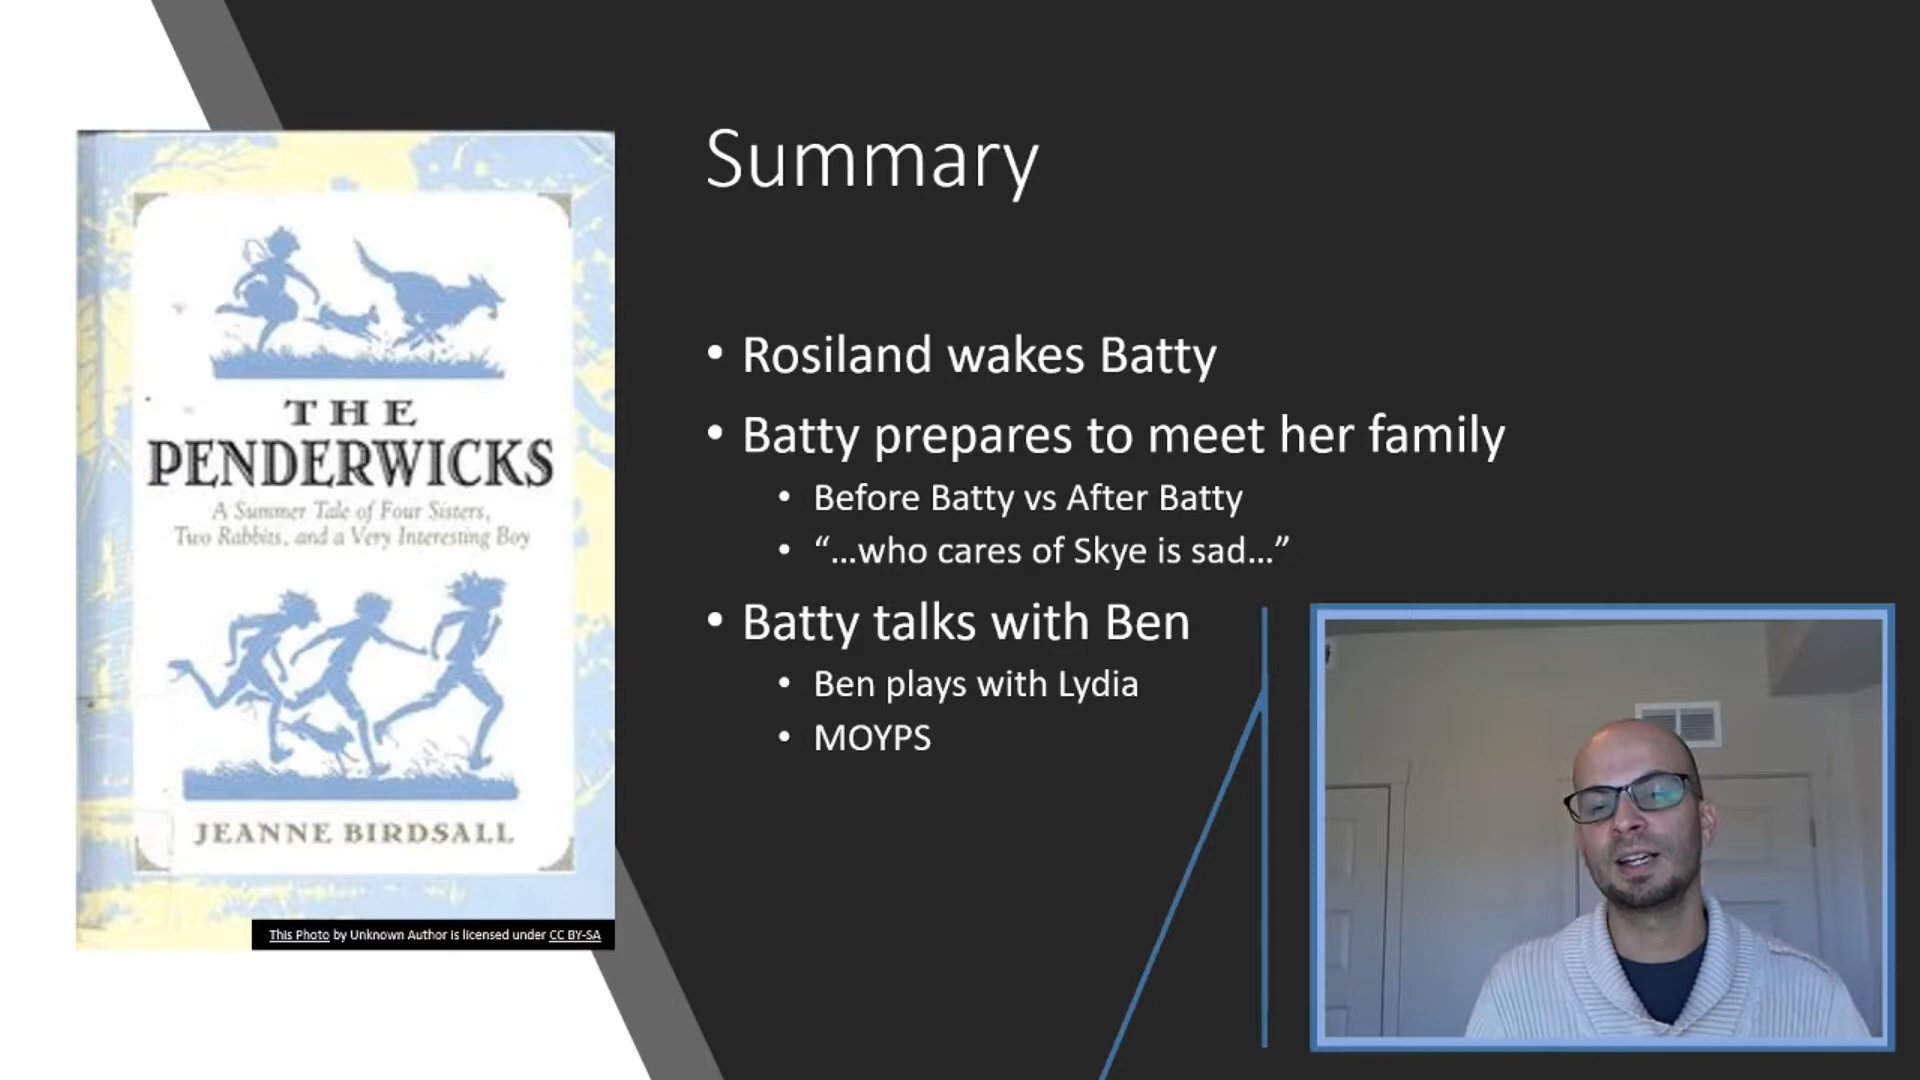 THE
PENDERWICKS
A Summer Tale of Four Sisters,
Two Rabbits, and a Very Interesting Boy
JEANNE BIRDSALL
This Photo by Unknown Author is licensed under CC BY-SA
Summary
• Rosiland wakes Batty
• Batty prepares to meet her family
• Before Batty vs After Batty
• “...who cares of Skye is sad...”
• Batty talks with Ben
• Ben plays with Lydia
• MOYPS